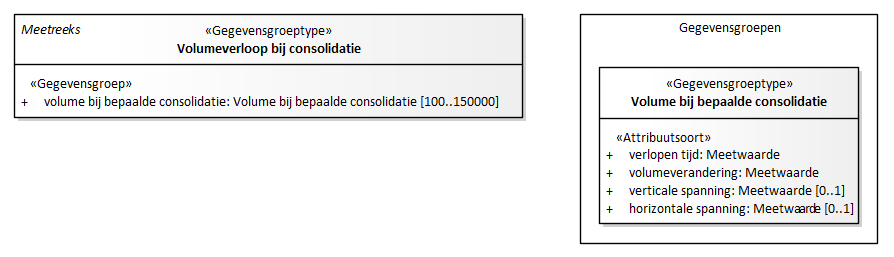 Meetreeks
«Gegevensgroeptype»
Volumeverloop bij consolidatie
«Gegevensgroep»
+ volume bij bepaalde consolidatie: Volume bij bepaalde consolidatie [100..150000]
Gegevensgroepen
«Gegevensgroeptype»
Volume bij bepaalde consolidatie
«Attribuutsoort»
+ verlopen tijd: Meetwaarde
+ volumeverandering: Meetwaarde
+ verticale spanning: Meetwaarde [0..1]
+ horizontale spanning: Meetwaarde [0..1]